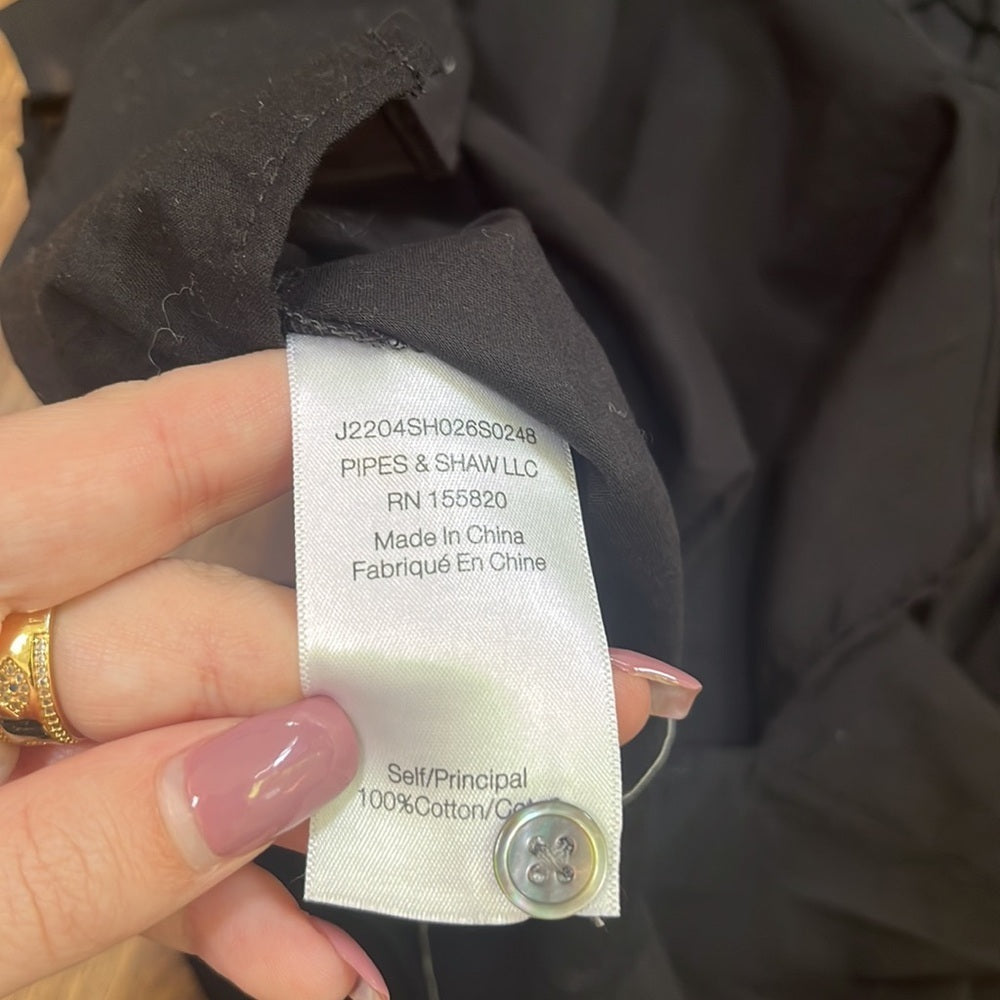 J2204SH026S0248
PIPES & SHAW LLC
RN 155820
Made In China
Fabriqué En Chine
Self/Principal
100%Cotton/